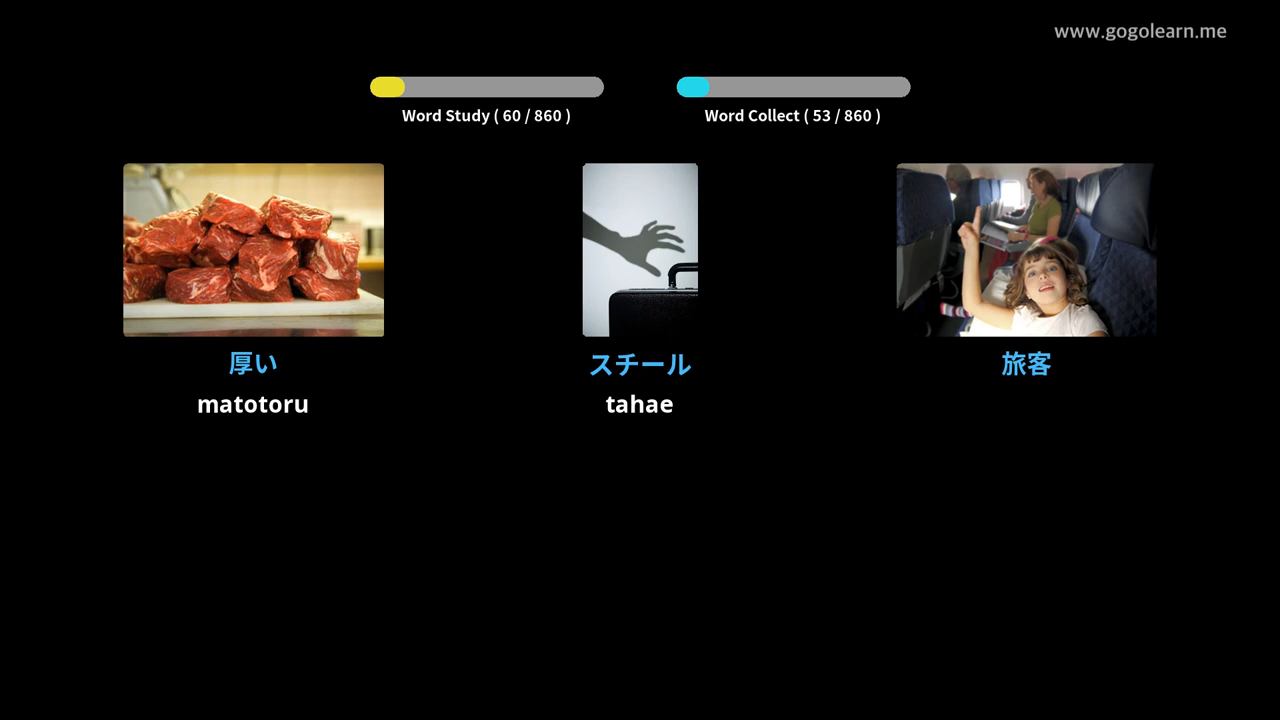 www.gogolearn.me
Word Study ( 60 / 860 )
Word Collect ( 53 / 860 )
厚い
スチール
旅客
matotoru
tahae